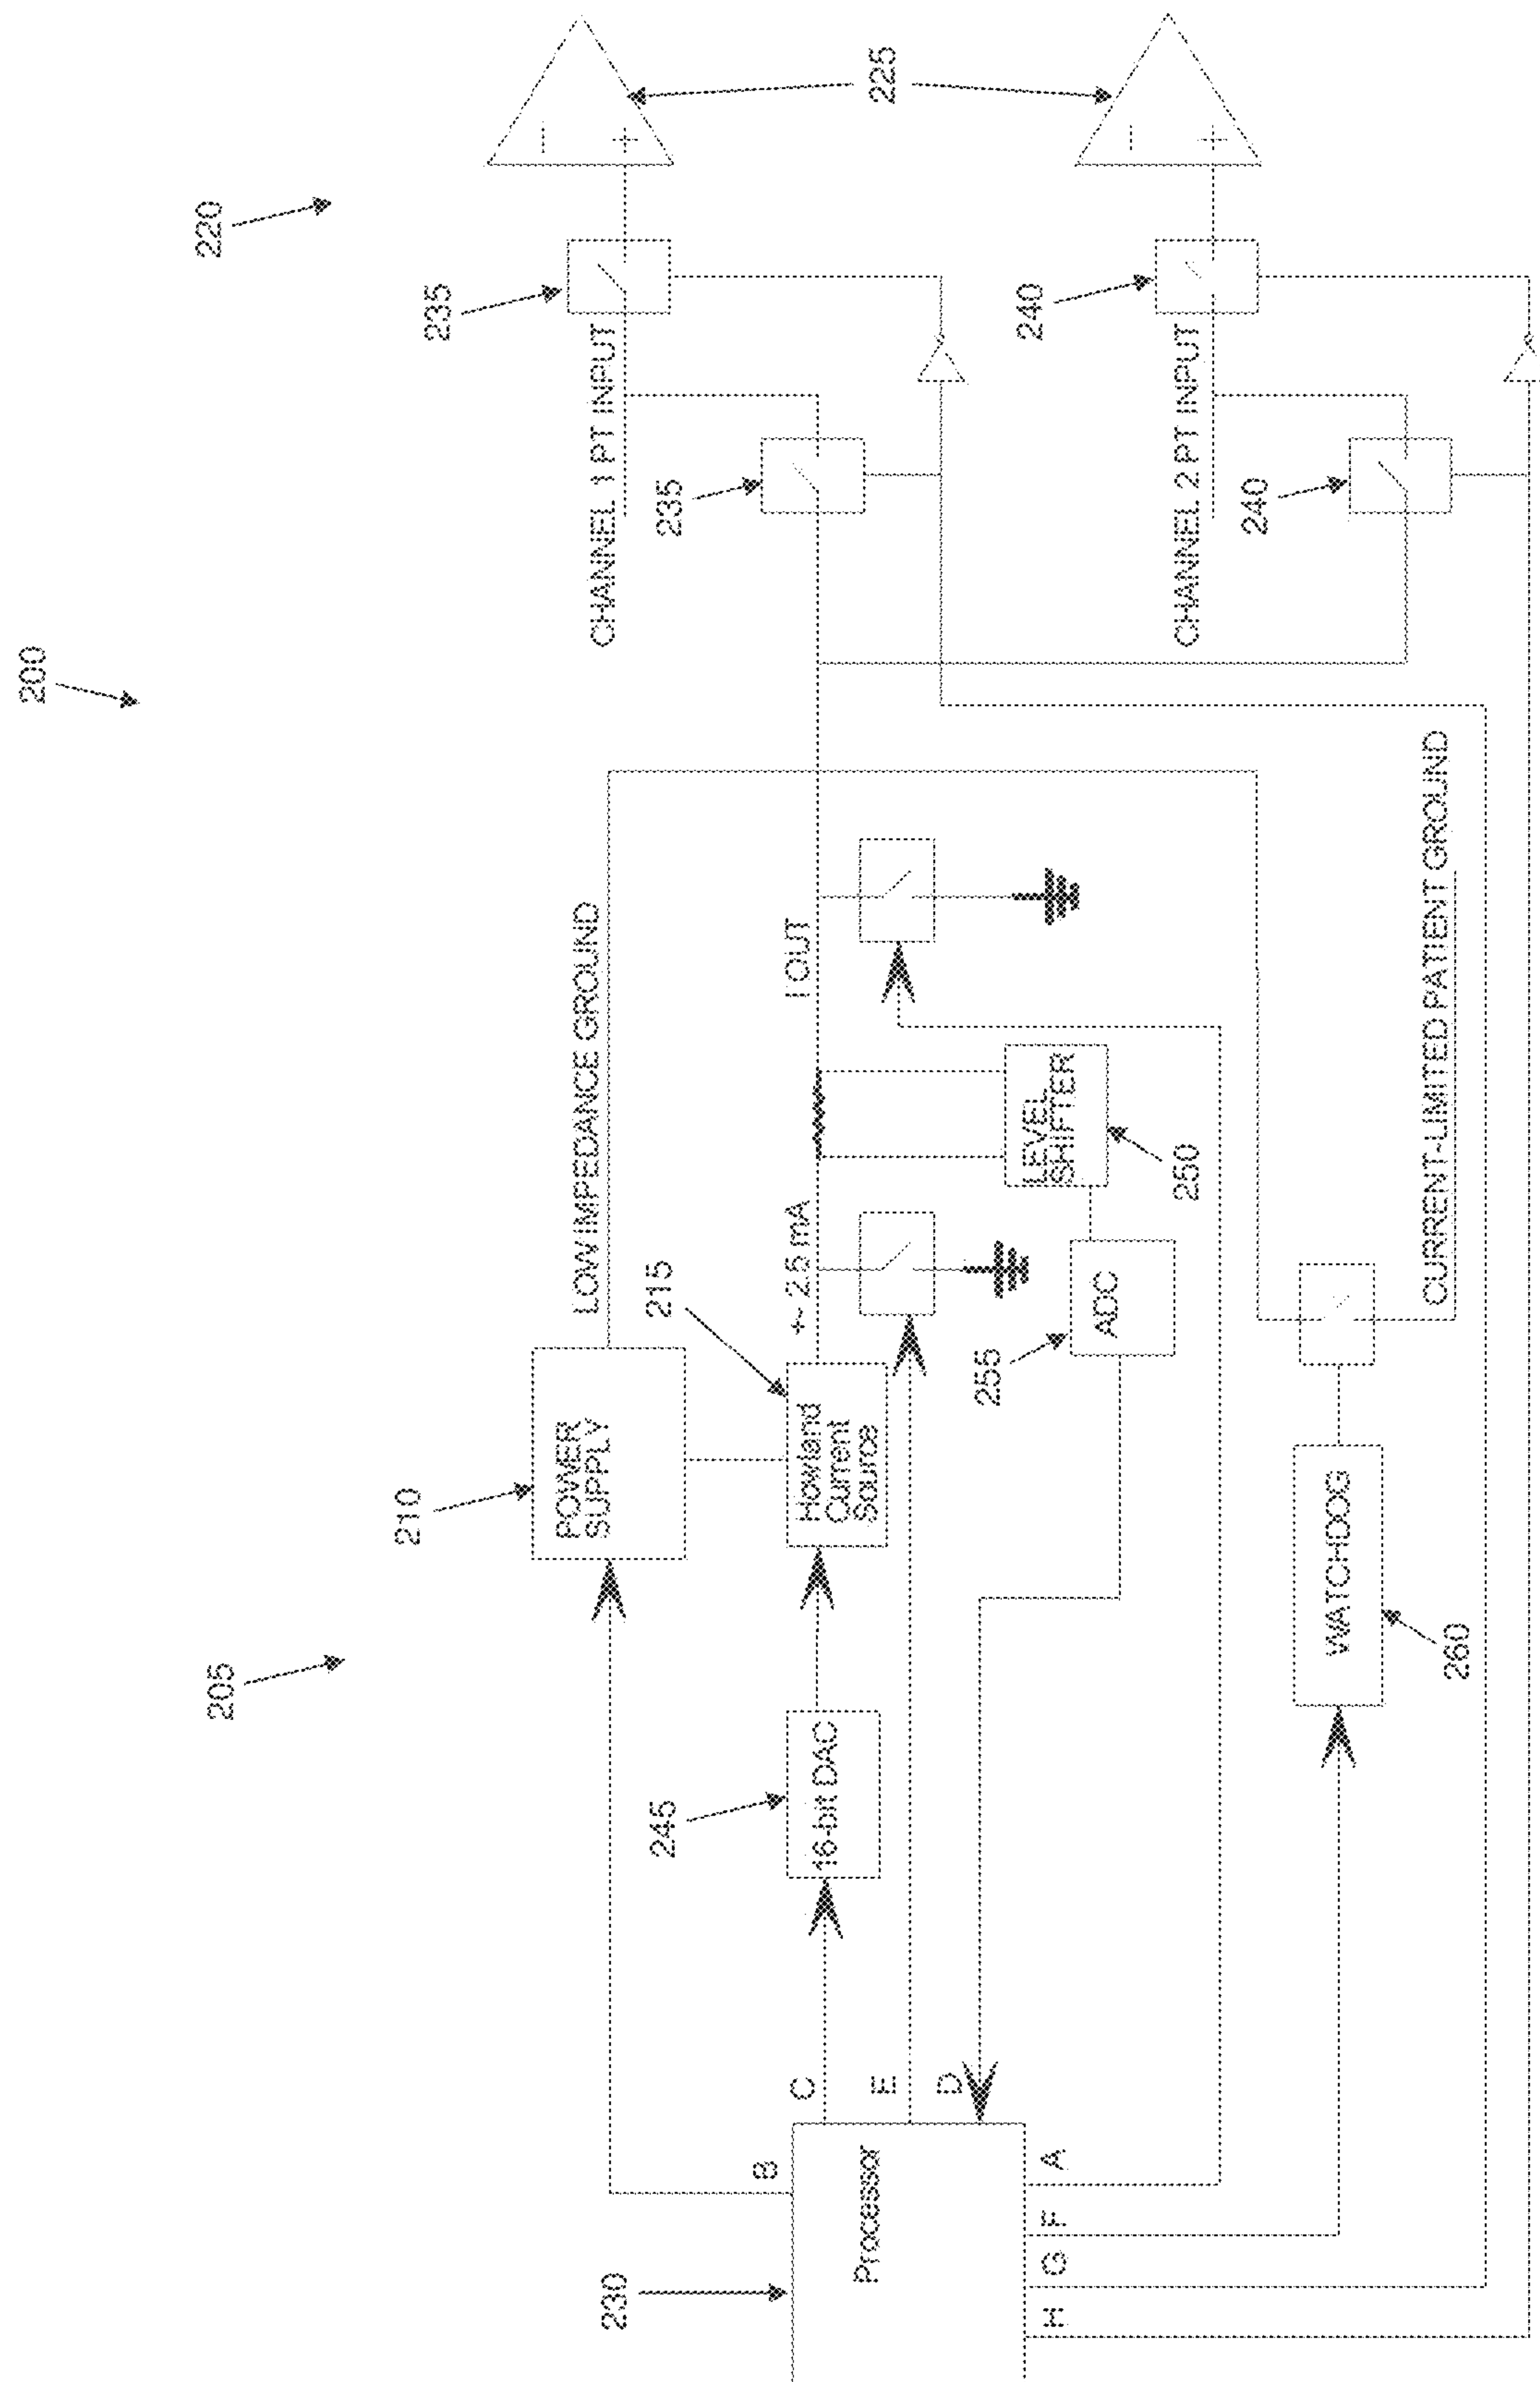 200
205
220
230
B
C
E
D
A
F
G
H
Processor
245
16-bit DAC
210
POWER
SUPPLY
215
Howland
Current
Source
LOW IMPEDANCE GROUND
+- 2.5 mA
I OUT
LEVEL
SHIFTER
250
ADC
255
WATCHDOG
260
CURRENT-LIMITED PATIENT GROUND
CHANNEL 1 PT INPUT
235
235
CHANNEL 2 PT INPUT
240
240
225
−
+
−
+